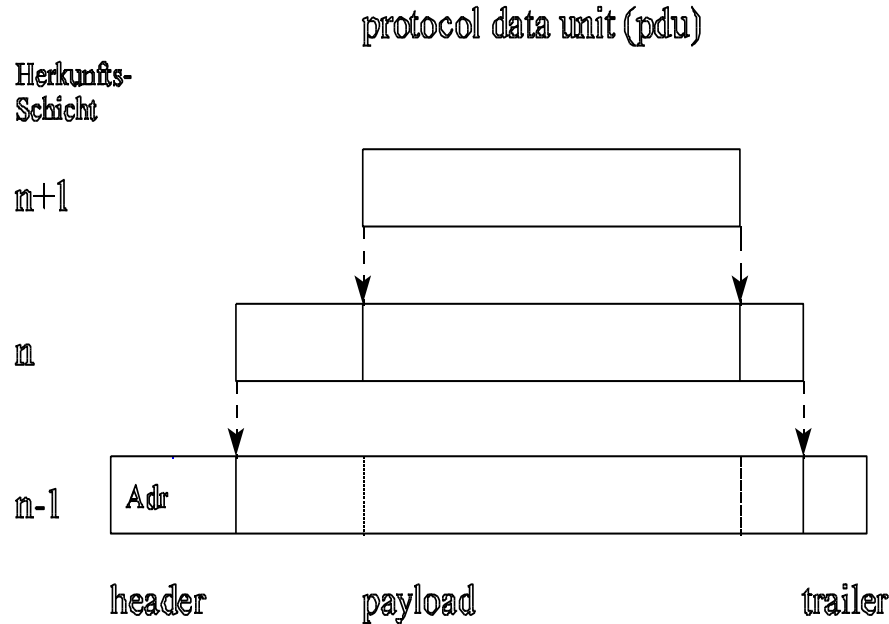 protocol data unit (pdu)
Herkunfts-
Schicht
n+1
n
n-1
Adr
header
payload
trailer